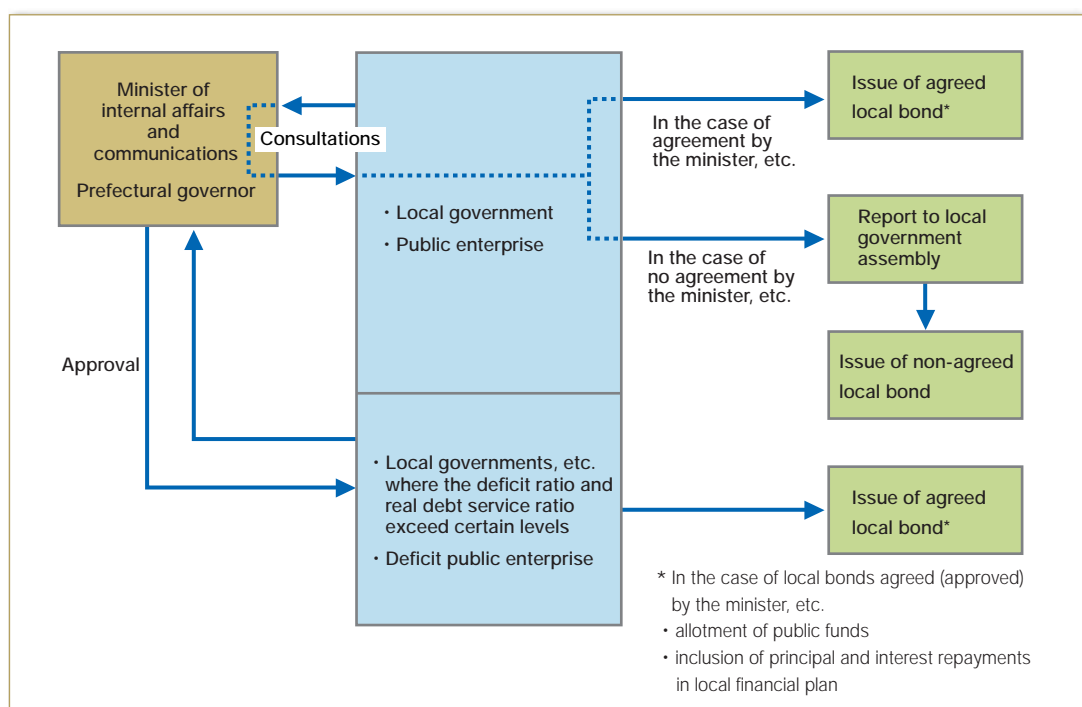 Minister of
internal affairs
and
communications
Prefectural governor
Consultations
・Local government
・Public enterprise
In the case of
agreement by
the minister, etc.
Issue of agreed
local bond*
In the case of
no agreement by
the minister, etc.
Report to local
government
assembly
Issue of non-agreed
local bond
Approval
・Local governments, etc.
where the deficit ratio and
real debt service ratio
exceed certain levels
・Deficit public enterprise
Issue of agreed
local bond*
* In the case of local bonds agreed (approved)
by the minister, etc.
・allotment of public funds
・inclusion of principal and interest repayments
in local financial plan